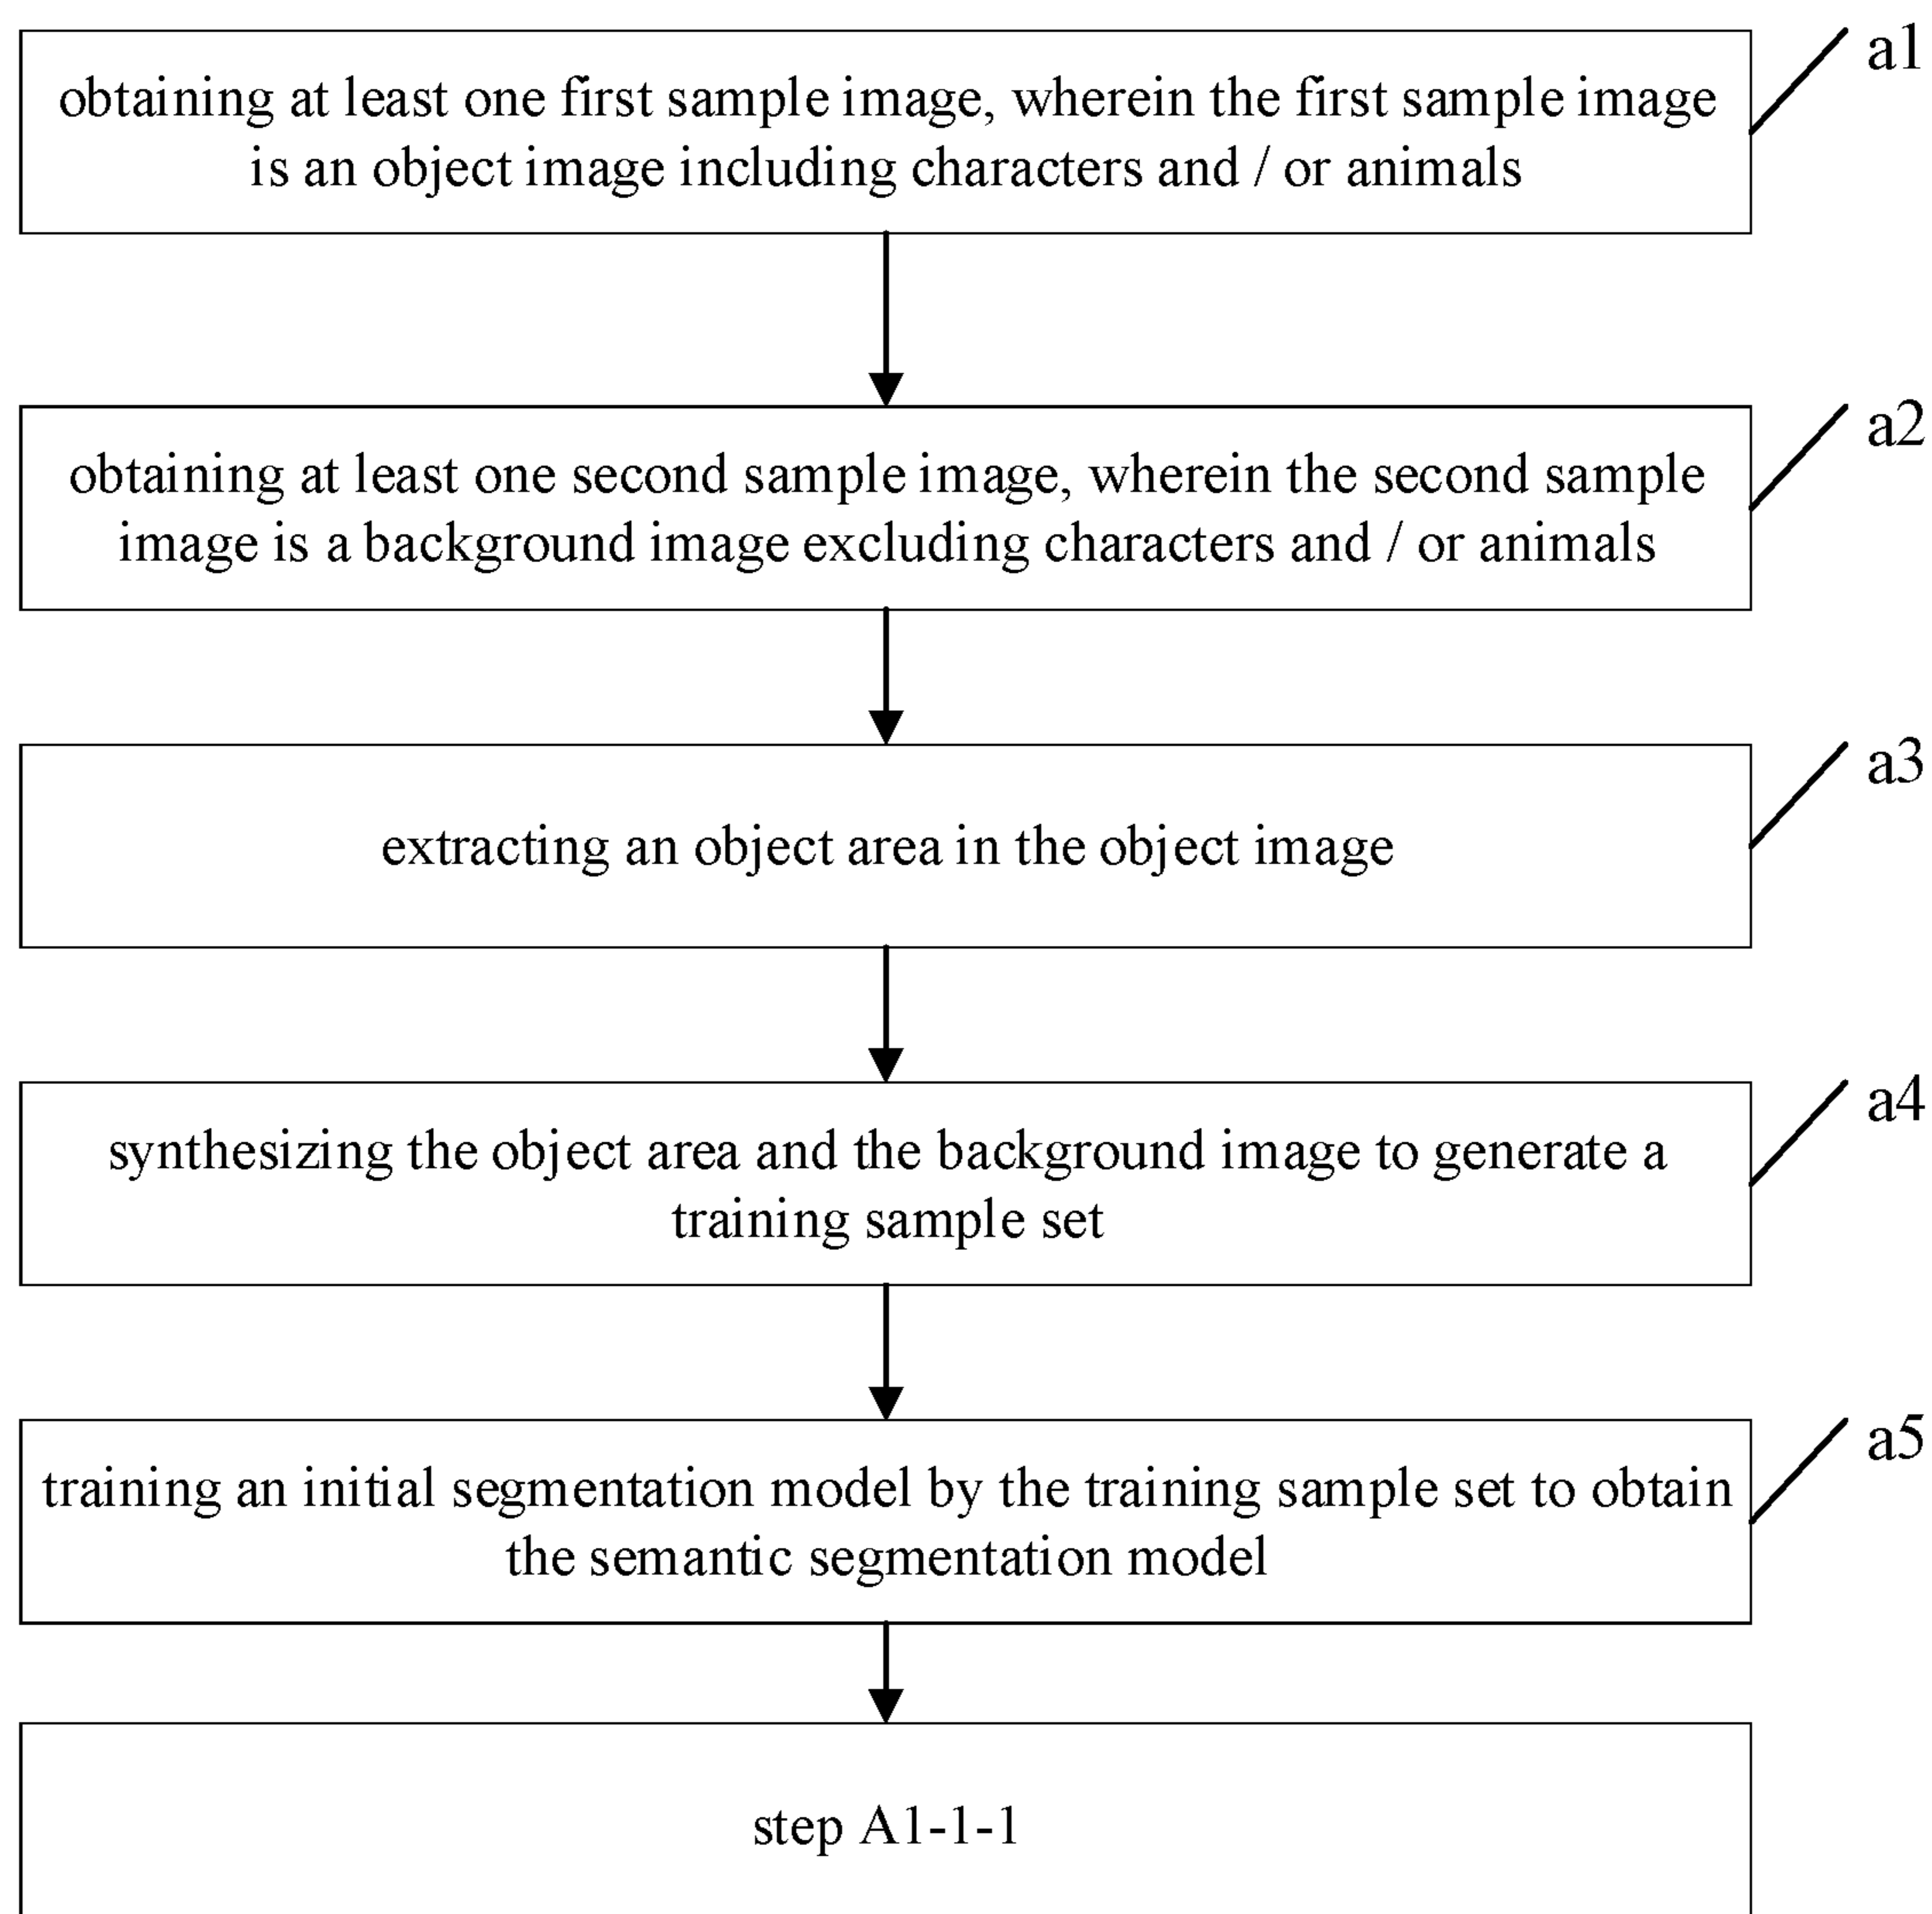 a1
obtaining at least one first sample image, wherein the first sample image
is an object image including characters and / or animals
a2
obtaining at least one second sample image, wherein the second sample
image is a background image excluding characters and / or animals
a3
extracting an object area in the object image
a4
synthesizing the object area and the background image to generate a
training sample set
a5
training an initial segmentation model by the training sample set to obtain
the semantic segmentation model
step A1-1-1